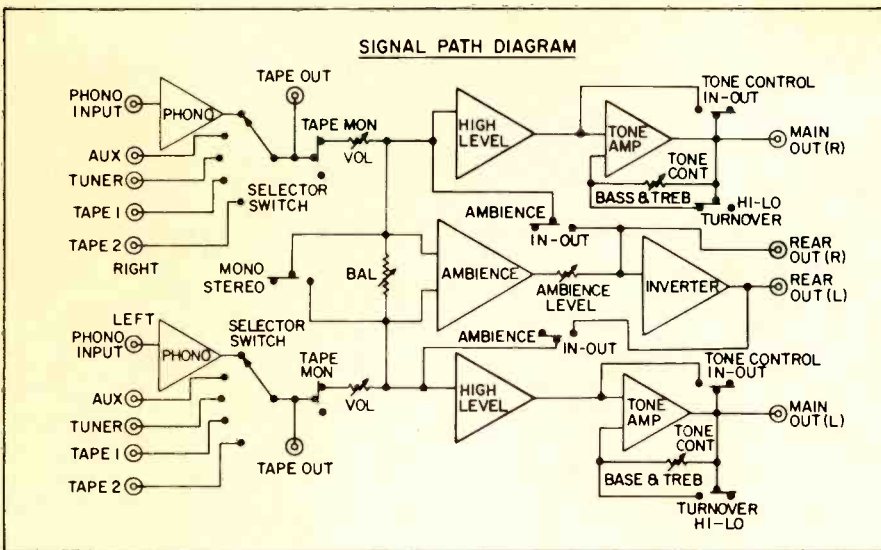 SIGNAL PATH DIAGRAM
PHONO
INPUT
PHONO
TAPE OUT
AUX
TUNER
TAPE 1
TAPE 2
RIGHT
SELECTOR
SWITCH
TAPE MON
VOL
HIGH
LEVEL
TONE
AMP
TONE CONTROL
IN-OUT
MAIN
OUT (R)
TONE
CONT
BASS & TREB
HI-LO
TURNOVER
AMBIENCE
IN-OUT
MONO
STEREO
BAL
AMBIENCE
AMBIENCE
LEVEL
INVERTER
REAR
OUT (R)
REAR
OUT (L)
LEFT
PHONO
INPUT
PHONO
SELECTOR
SWITCH
TAPE
MON
VOL
AUX
TUNER
TAPE 1
TAPE 2
TAPE OUT
AMBIENCE
IN-OUT
HIGH
LEVEL
TONE
AMP
TONE CONTROL
IN-OUT
MAIN
OUT (L)
TONE
CONT
BASE & TREB
TURNOVER
HI-LO